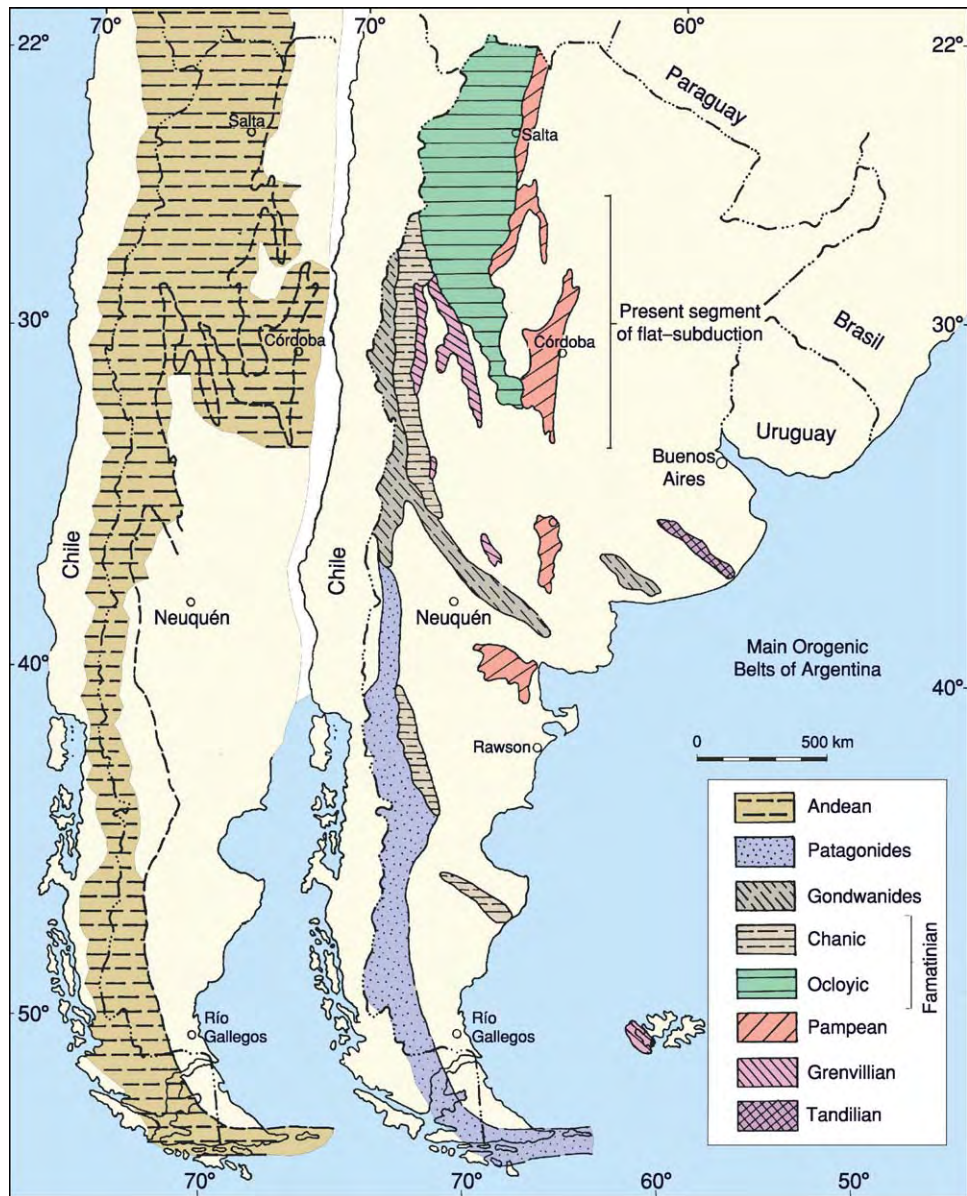 70°
70°
60°
22°
22°
Paraguay
Salta
Salta
Present segment
of flat-subduction
30°
30°
Córdoba
Córdoba
Brasil
Uruguay
Buenos
Aires
Chile
Chile
Neuquén
Neuquén
40°
40°
Main Orogenic
Belts of Argentina
Rawson
0 500 km
Andean
Patagonides
Gondwanides
Chanic
Ocloyic
Famatinian
Pampean
Grenvillian
Tandilian
50°
Río
Gallegos
Río
Gallegos
70°
70°
60°
50°